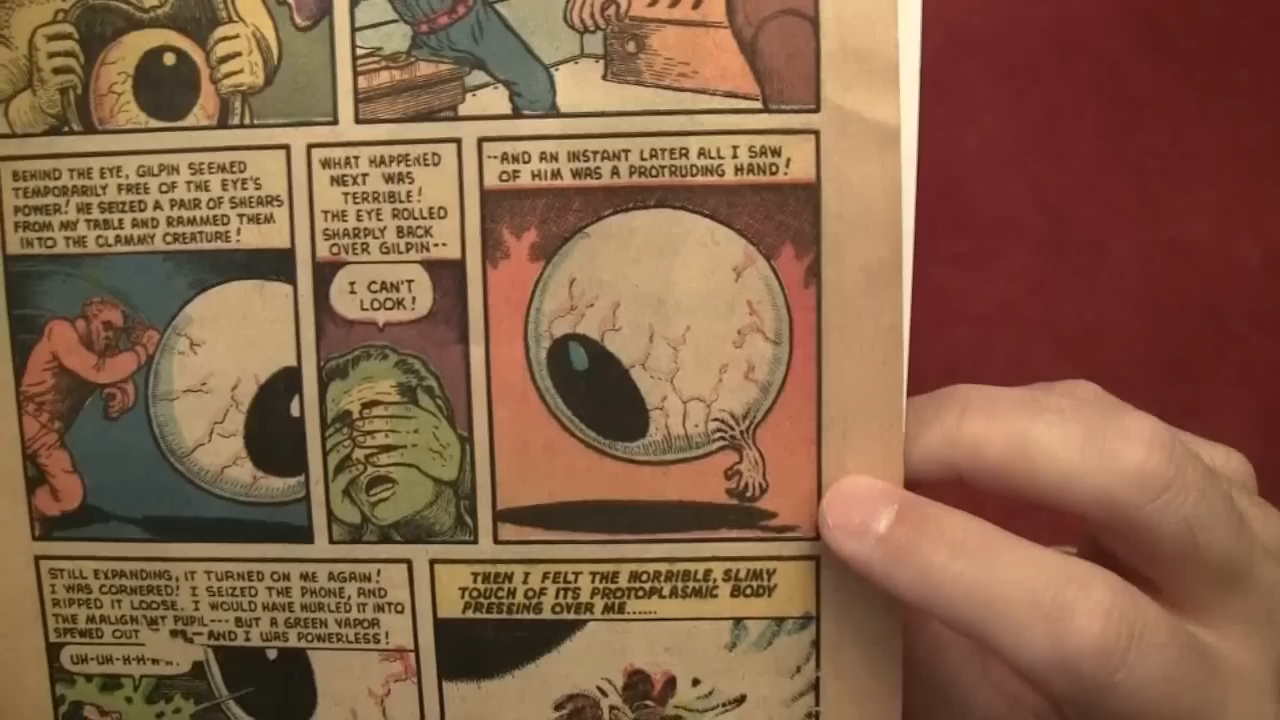 BEHIND THE EYE, GILPIN SEEMED
TEMPORARILY FREE OF THE EYE'S
POWER! HE SEIZED A PAIR OF SHEARS
FROM MY TABLE AND RAMMED THEM
INTO THE CLAMMY CREATURE!
WHAT HAPPENED
NEXT WAS
TERRIBLE!
THE EYE ROLLED
SHARPLY BACK
OVER GILPIN--
I CAN'T
LOOK!
--AND AN INSTANT LATER ALL I SAW
OF HIM WAS A PROTRUDING HAND!
STILL EXPANDING, IT TURNED ON ME AGAIN!
I WAS CORNERED! I SEIZED THE PHONE, AND
RIPPED IT LOOSE. I WOULD HAVE HURLED IT INTO
THE MALIGNANT PUPIL--- BUT A GREEN VAPOR
SPEWED OUT --AND I WAS POWERLESS!
UH-UH-H-H-H..
THEN I FELT THE HORRIBLE, SLIMY
TOUCH OF ITS PROTOPLASMIC BODY
PRESSING OVER ME......